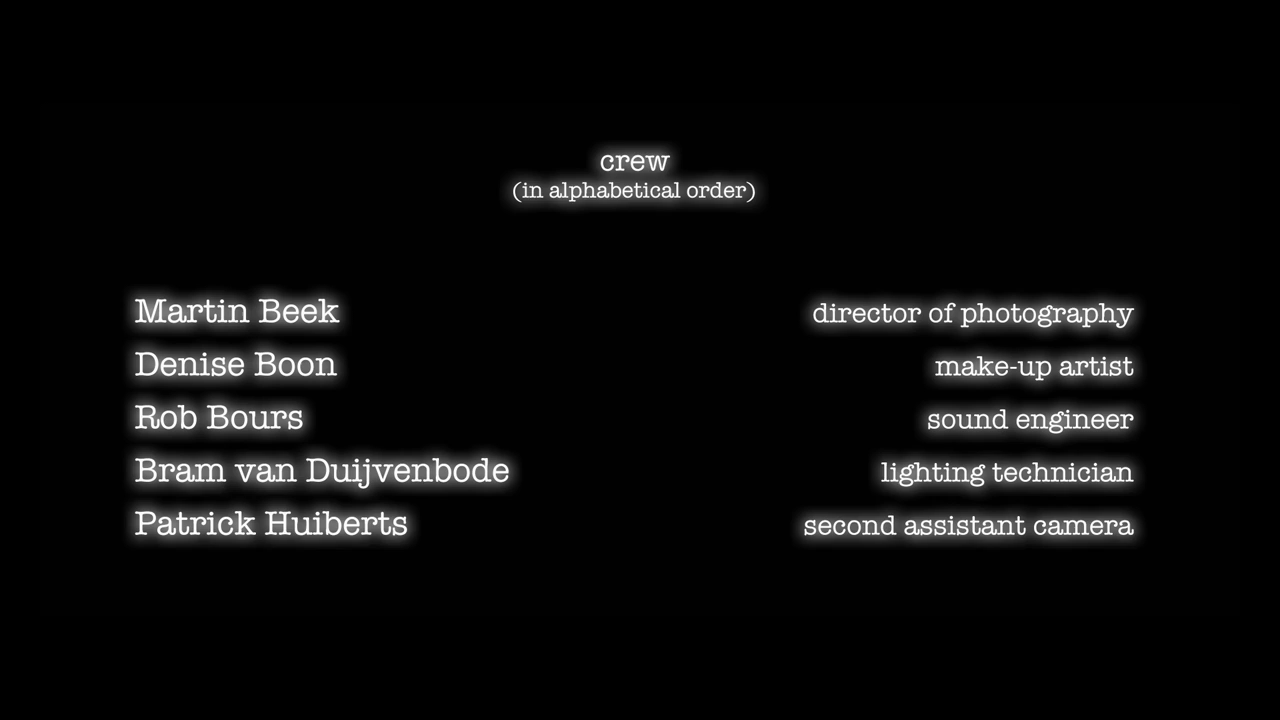 crew
(in alphabetical order)
Martin Beek director of photography
Denise Boon make-up artist
Rob Bours sound engineer
Bram van Duijvenbode lighting technician
Patrick Huiberts second assistant camera